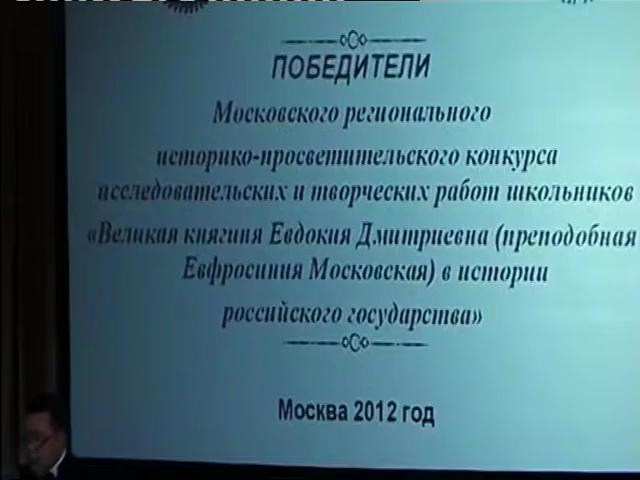 ПОБЕДИТЕЛИ
Московского регионального
историко-просветительского конкурса
исследовательских и творческих работ школьников
«Великая княгиня Евдокия Дмитриевна (преподобная
Евфросиния Московская) в истории
российского государства»
Москва 2012 год